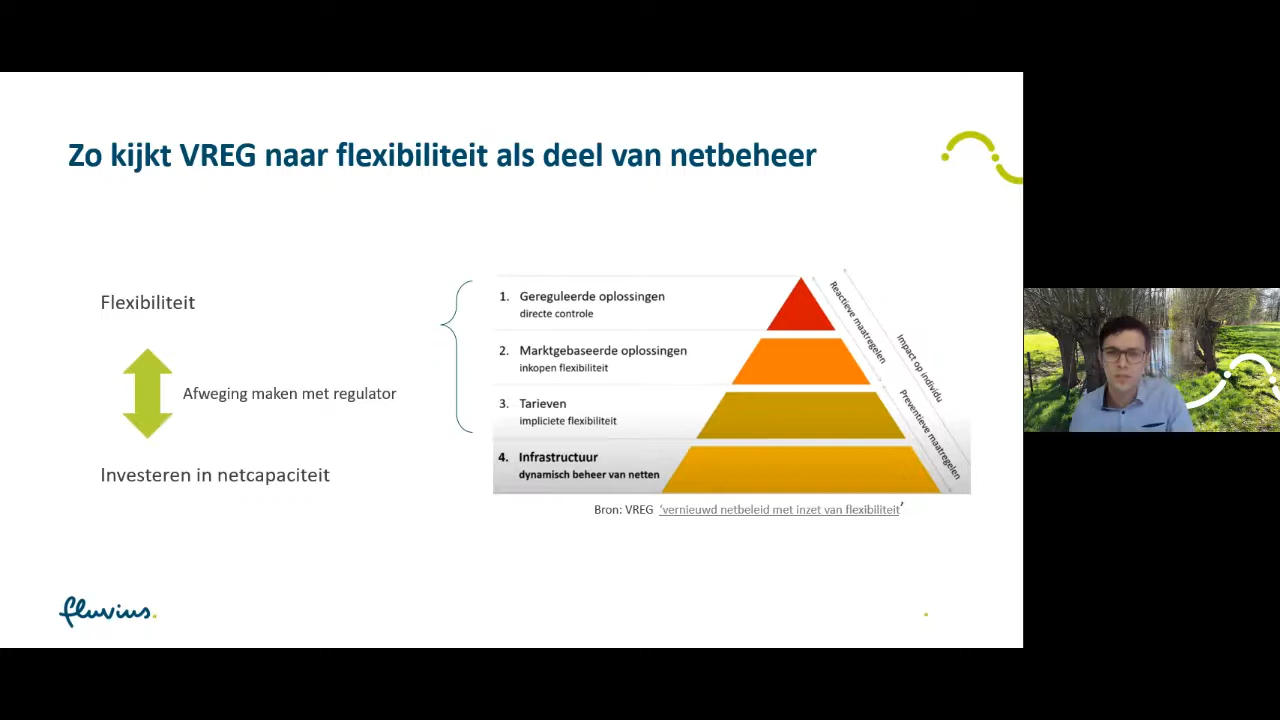 Zo kijkt VREG naar flexibiliteit als deel van netbeheer
Flexibiliteit
Afweging maken met regulator
Investeren in netcapaciteit
1. Gereguleerde oplossingen
directe controle
2. Marktgebaseerde oplossingen
inkopen flexibiliteit
3. Tarieven
impliciete flexibiliteit
4. Infrastructuur
dynamisch beheer van netten
Reactieve maatregelen
Impact op individu
Preventieve maatregelen
Bron: VREG ‘vernieuwd netbeleid met inzet van flexibiliteit’
fluvius.